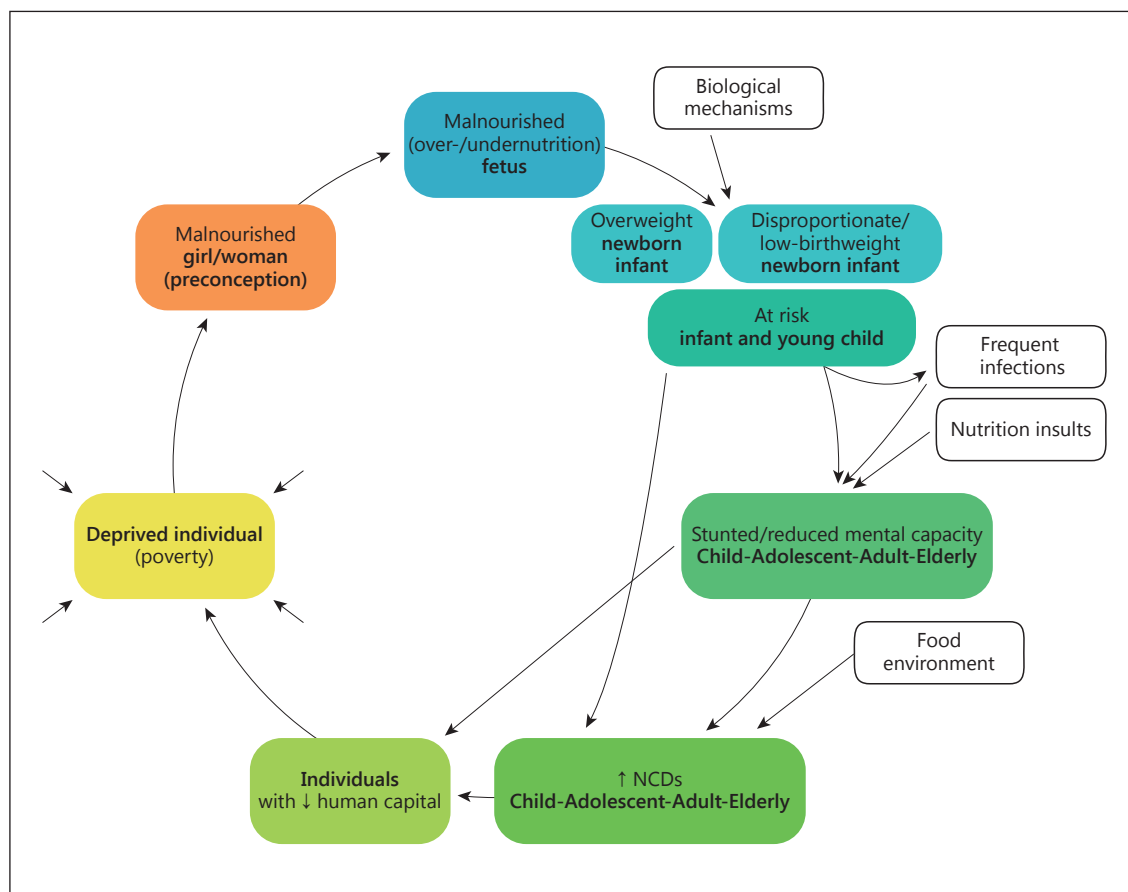 Biological
mechanisms
Malnourished
(over-/undernutrition)
fetus
Malnourished
girl/woman
(preconception)
Overweight
newborn
infant
Disproportionate/
low-birthweight
newborn infant
At risk
infant and young child
Frequent
infections
Nutrition insults
Deprived individual
(poverty)
Stunted/reduced mental capacity
Child-Adolescent-Adult-Elderly
Food
environment
Individuals
with ↓ human capital
↑ NCDs
Child-Adolescent-Adult-Elderly